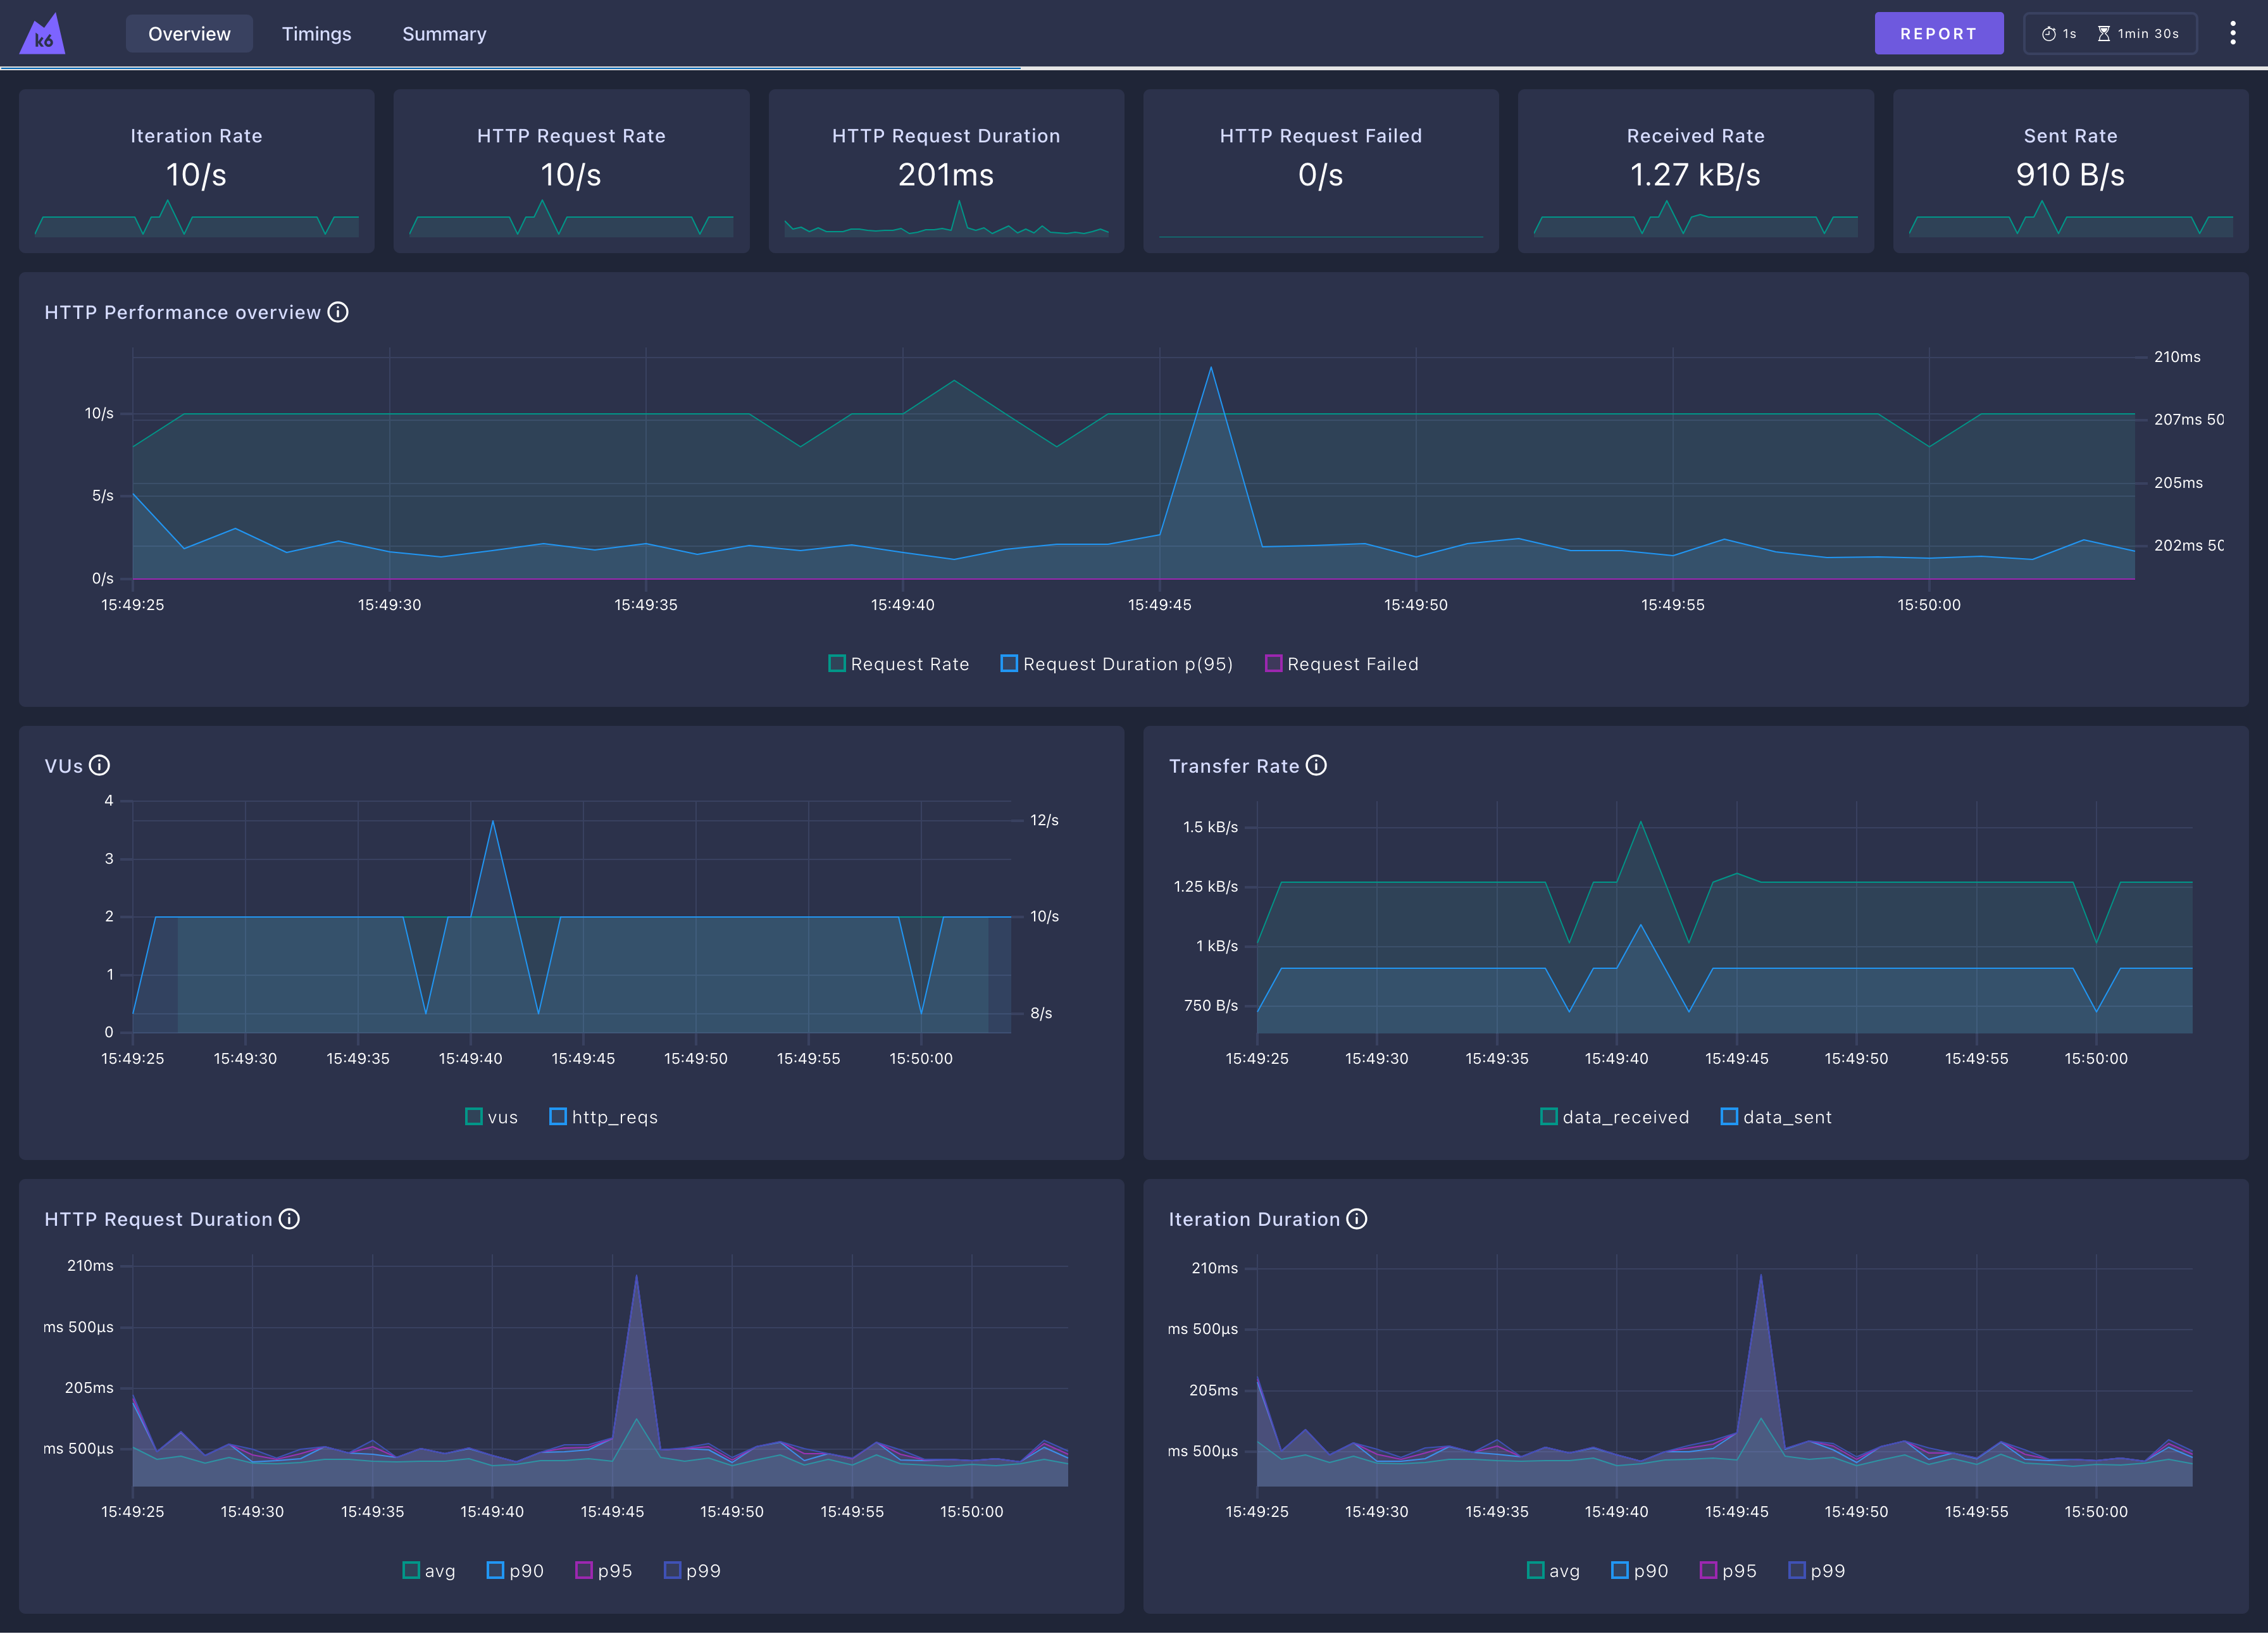 k6 Overview Timings Summary REPORT 1s 1min 30s
Iteration Rate
10/s
HTTP Request Rate
10/s
HTTP Request Duration
201ms
HTTP Request Failed
0/s
Received Rate
1.27 kB/s
Sent Rate
910 B/s
HTTP Performance overview
10/s
5/s
0/s
210ms
207ms 50
205ms
202ms 50
15:49:25 15:49:30 15:49:35 15:49:40 15:49:45 15:49:50 15:49:55 15:50:00
Request Rate Request Duration p(95) Request Failed
VUs
4
3
2
1
0
12/s
10/s
8/s
15:49:25 15:49:30 15:49:35 15:49:40 15:49:45 15:49:50 15:49:55 15:50:00
vus http_reqs
Transfer Rate
1.5 kB/s
1.25 kB/s
1 kB/s
750 B/s
15:49:25 15:49:30 15:49:35 15:49:40 15:49:45 15:49:50 15:49:55 15:50:00
data_received data_sent
HTTP Request Duration
210ms
ms 500µs
205ms
ms 500µs
15:49:25 15:49:30 15:49:35 15:49:40 15:49:45 15:49:50 15:49:55 15:50:00
avg p90 p95 p99
Iteration Duration
210ms
ms 500µs
205ms
ms 500µs
15:49:25 15:49:30 15:49:35 15:49:40 15:49:45 15:49:50 15:49:55 15:50:00
avg p90 p95 p99